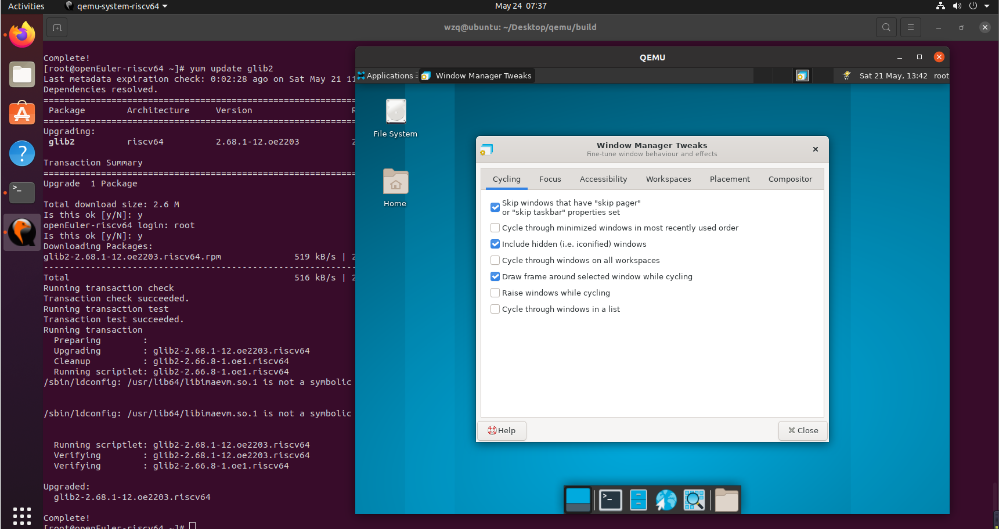 Activities
qemu-system-riscv64
May 24 07:37
wzq@ubuntu: ~/Desktop/qemu/build
Complete!
[root@openEuler-riscv64 ~]# yum update glib2
Last metadata expiration check: 0:02:28 ago on Sat May 21 11
Dependencies resolved.
================================================================
Package Architecture Version R
================================================================
Upgrading:
glib2 riscv64 2.68.1-12.oe2203 2
Transaction Summary
================================================================
Upgrade 1 Package
Total download size: 2.6 M
Is this ok [y/N]: y
openEuler-riscv64 login: root
Is this ok [y/N]: y
Downloading Packages:
glib2-2.68.1-12.oe2203.riscv64.rpm 519 kB/s | 2
----------------------------------------------------------------
Total 516 kB/s | 2
Running transaction check
Transaction check succeeded.
Running transaction test
Transaction test succeeded.
Running transaction
Preparing :
Upgrading : glib2-2.68.1-12.oe2203.riscv64
Cleanup : glib2-2.66.8-1.oe1.riscv64
Running scriptlet: glib2-2.66.8-1.oe1.riscv64
/sbin/ldconfig: /usr/lib64/libimaevm.so.1 is not a symbolic
/sbin/ldconfig: /usr/lib64/libimaevm.so.1 is not a symbolic
Running scriptlet: glib2-2.68.1-12.oe2203.riscv64
Verifying : glib2-2.68.1-12.oe2203.riscv64
Verifying : glib2-2.66.8-1.oe1.riscv64
Upgraded:
glib2-2.68.1-12.oe2203.riscv64
Complete!
[root@openEuler-riscv64 ~]#
QEMU
Applications
Window Manager Tweaks
Sat 21 May, 13:42
root
File System
Home
Window Manager Tweaks
Fine-tune window behaviour and effects
Cycling Focus Accessibility Workspaces Placement Compositor
Skip windows that have "skip pager"
or "skip taskbar" properties set
Cycle through minimized windows in most recently used order
Include hidden (i.e. iconified) windows
Cycle through windows on all workspaces
Draw frame around selected window while cycling
Raise windows while cycling
Cycle through windows in a list
Help
Close